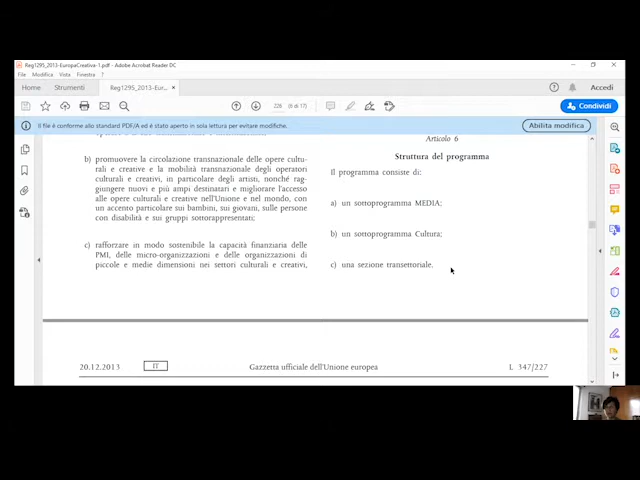 Reg1295_2013-EuropaCreativa-1.pdf - Adobe Acrobat Reader DC
File Modifica Vista Finestra ?
Home Strumenti Reg1295_2013-Eur... × Accedi
226 (6 di 17) Condividi
Il file è conforme allo standard PDF/A ed è stato aperto in sola lettura per evitare modifiche. Abilita modifica
b) promuovere la circolazione transnazionale delle opere cultu-
rali e creative e la mobilità transnazionale degli operatori
culturali e creativi, in particolare degli artisti, nonché rag-
giungere nuovi e più ampi destinatari e migliorare l'accesso
alle opere culturali e creative nell'Unione e nel mondo, con
un accento particolare sui bambini, sui giovani, sulle persone
con disabilità e sui gruppi sottorappresentati;
c) rafforzare in modo sostenibile la capacità finanziaria delle
PMI, delle micro-organizzazioni e delle organizzazioni di
piccole e medie dimensioni nei settori culturali e creativi,
Articolo 6
Struttura del programma
Il programma consiste di:
a) un sottoprogramma MEDIA;
b) un sottoprogramma Cultura;
c) una sezione transettoriale.
20.12.2013 IT Gazzetta ufficiale dell'Unione europea L 347/227